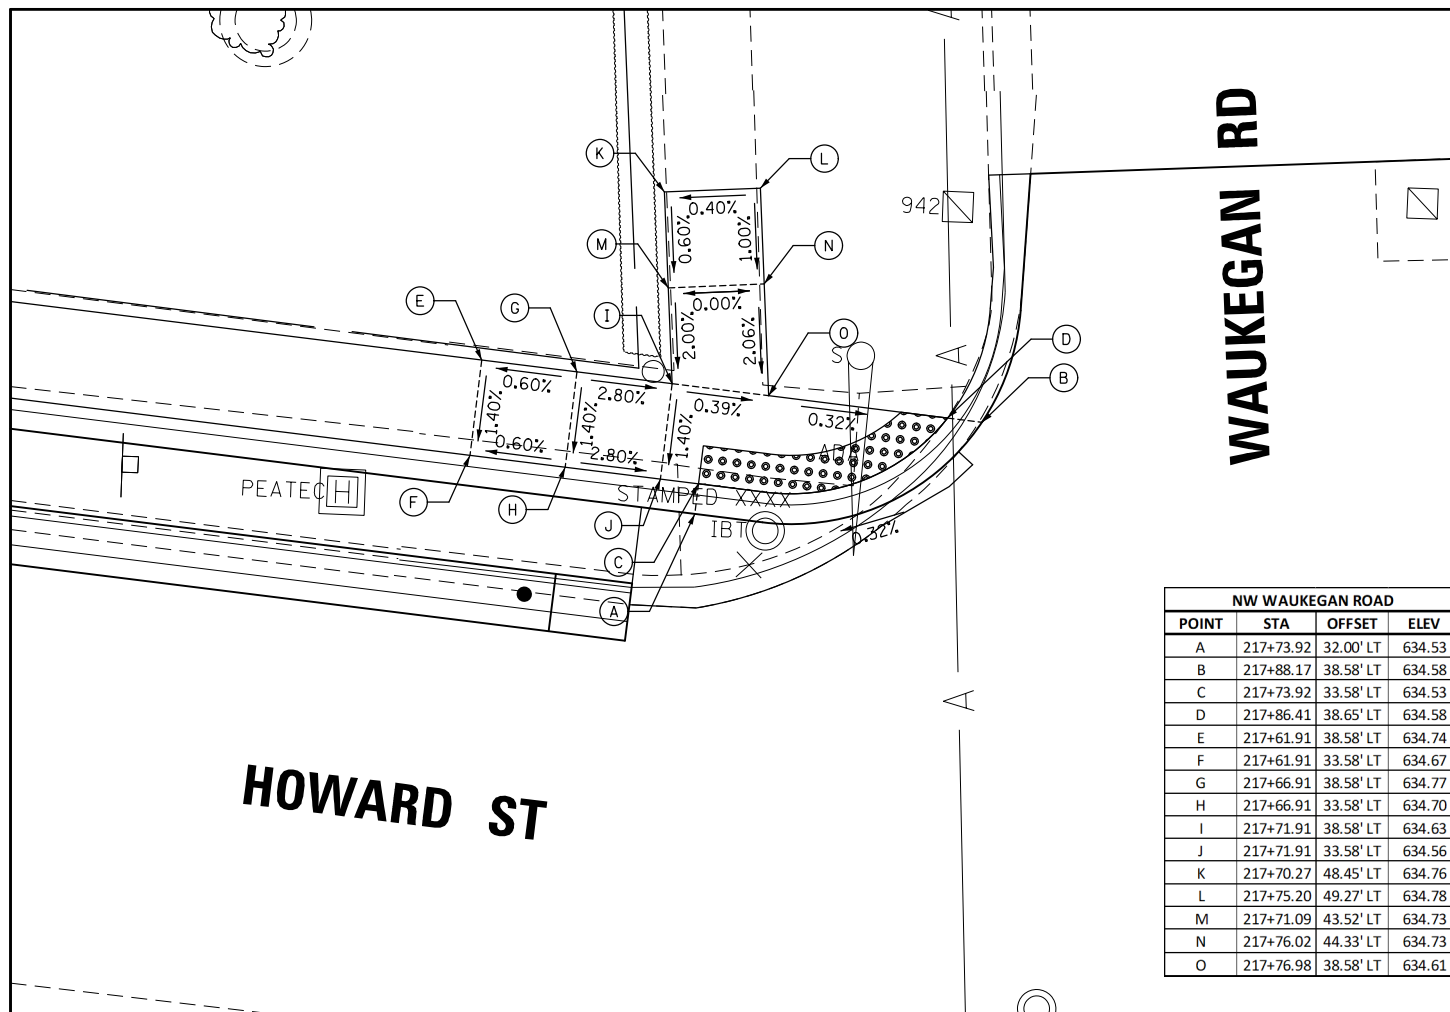 K
L
942
0.40%
0.60%
1.00%
WAUKEGAN RD
M
N
E
G
I
0.00%
O
S
2.00%
2.06%
D
B
0.60%
2.80%
0.39%
0.32%
1.40%
1.40%
1.40%
0.60%
2.80%
A
PEATEC H
STAMPED XXXX
F
H
J
IBT
0.32%
C
A
A
HOWARD ST
NW WAUKEGAN ROAD
POINT STA OFFSET ELEV
A 217+73.92 32.00' LT 634.53
B 217+88.17 38.58' LT 634.58
C 217+73.92 33.58' LT 634.53
D 217+86.41 38.65' LT 634.58
E 217+61.91 38.58' LT 634.74
F 217+61.91 33.58' LT 634.67
G 217+66.91 38.58' LT 634.77
H 217+66.91 33.58' LT 634.70
I 217+71.91 38.58' LT 634.63
J 217+71.91 33.58' LT 634.56
K 217+70.27 48.45' LT 634.76
L 217+75.20 49.27' LT 634.78
M 217+71.09 43.52' LT 634.73
N 217+76.02 44.33' LT 634.73
O 217+76.98 38.58' LT 634.61